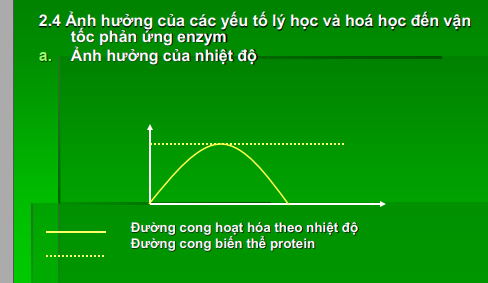 2.4 Ảnh hưởng của các yếu tố lý học và hoá học đến vận
tốc phản ứng enzym
a. Ảnh hưởng của nhiệt độ
Đường cong hoạt hóa theo nhiệt độ
Đường cong biến thể protein